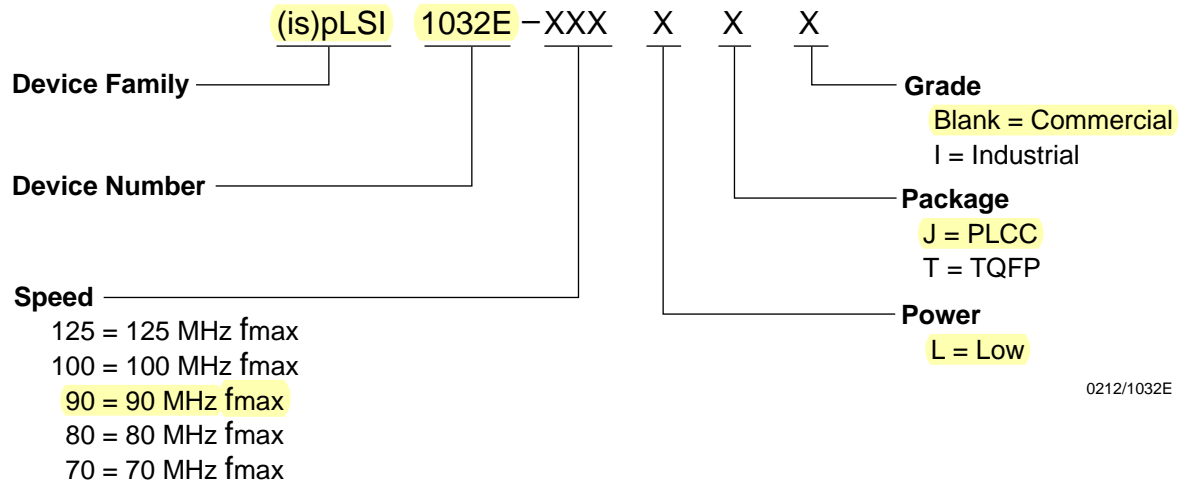 (is)pLSI 1032E – XXX X X X
Device Family
Grade
Blank = Commercial
I = Industrial
Device Number
Package
J = PLCC
T = TQFP
Speed
125 = 125 MHz fmax
100 = 100 MHz fmax
90 = 90 MHz fmax
80 = 80 MHz fmax
70 = 70 MHz fmax
Power
L = Low
0212/1032E